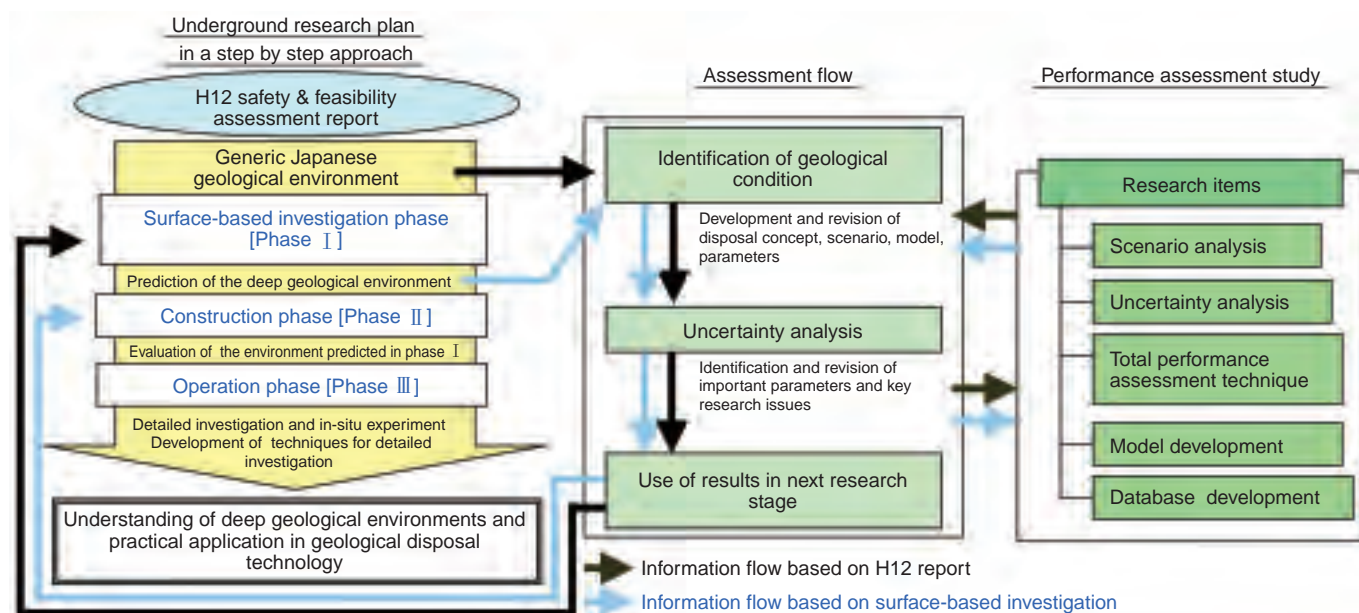 Underground research plan
in a step by step approach
H12 safety & feasibility
assessment report
Generic Japanese
geological environment
Surface-based investigation phase
[Phase Ⅰ]
Prediction of the deep geological environment
Construction phase [Phase Ⅱ]
Evaluation of the environment predicted in phase Ⅰ
Operation phase [Phase Ⅲ]
Detailed investigation and in-situ experiment
Development of techniques for detailed
investigation
Understanding of deep geological environments and
practical application in geological disposal
technology
Assessment flow
Identification of geological
condition
Development and revision of
disposal concept, scenario, model,
parameters
Uncertainty analysis
Identification and revision of
important parameters and key
research issues
Use of results in next research
stage
Information flow based on H12 report
Information flow based on surface-based investigation
Performance assessment study
Research items
Scenario analysis
Uncertainty analysis
Total performance
assessment technique
Model development
Database development